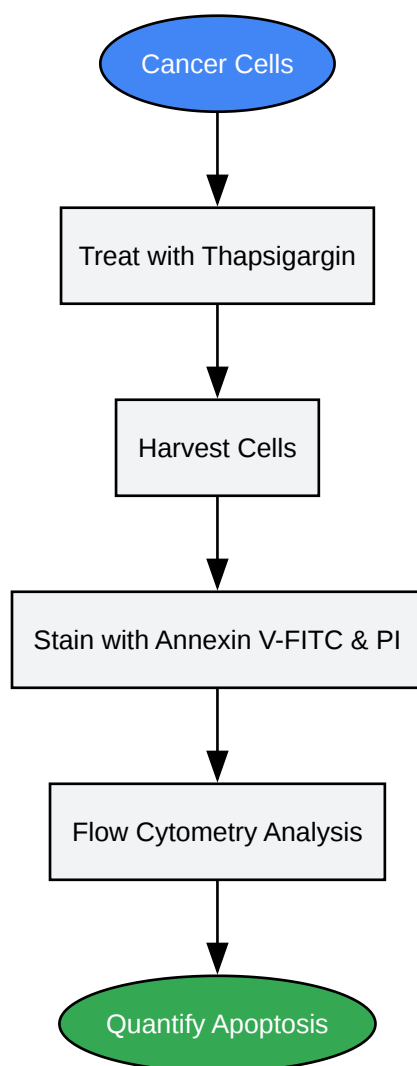 Cancer Cells
Treat with Thapsigargin
Harvest Cells
Stain with Annexin V-FITC & PI
Flow Cytometry Analysis
Quantify Apoptosis